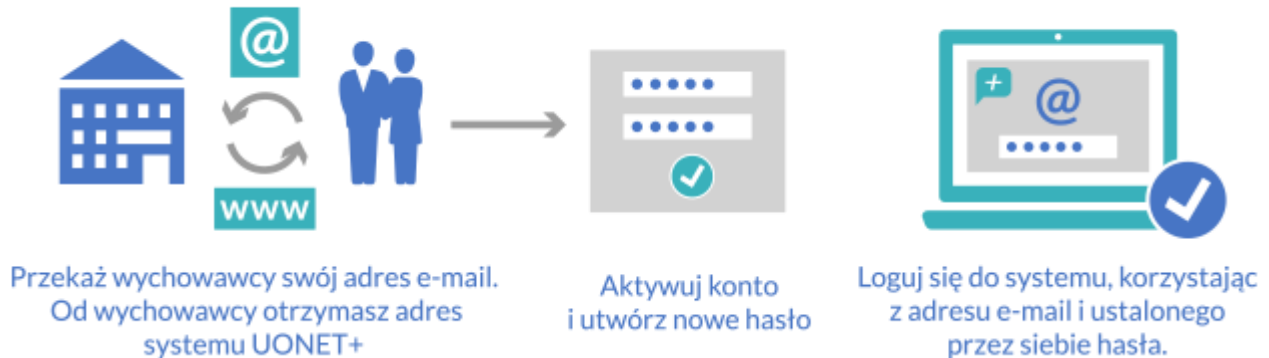 @
www
Przekaż wychowawcy swój adres e-mail.
Od wychowawcy otrzymasz adres
systemu UONET+
Aktywuj konto
i utwórz nowe hasło
+
@
Loguj się do systemu, korzystając
z adresu e-mail i ustalonego
przez siebie hasła.